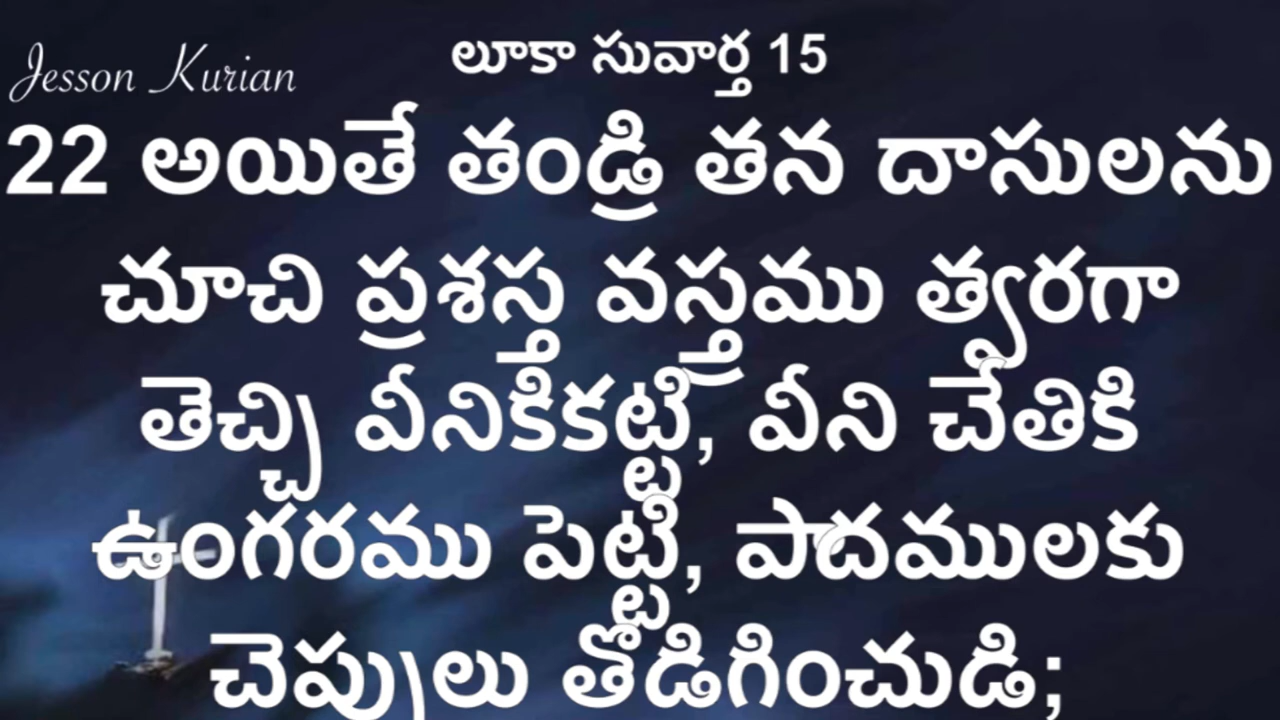 Jesson Kurian
లూకా సువార్త 15
22 అయితే తండ్రి తన దాసులను
చూచి ప్రశస్త వస్త్రము త్వరగా
తెచ్చి వీనికికట్టి, వీని చేతికి
ఉంగరము పెట్టి, పాదములకు
చెప్పులు తొడిగించుడి;